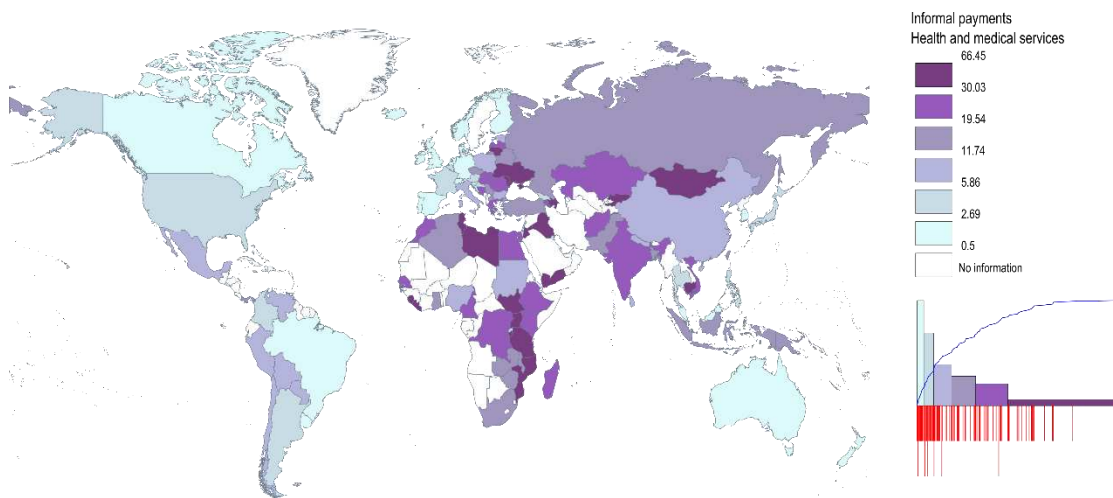 Informal payments
Health and medical services
66.45
30.03
19.54
11.74
5.86
2.69
0.5
No information